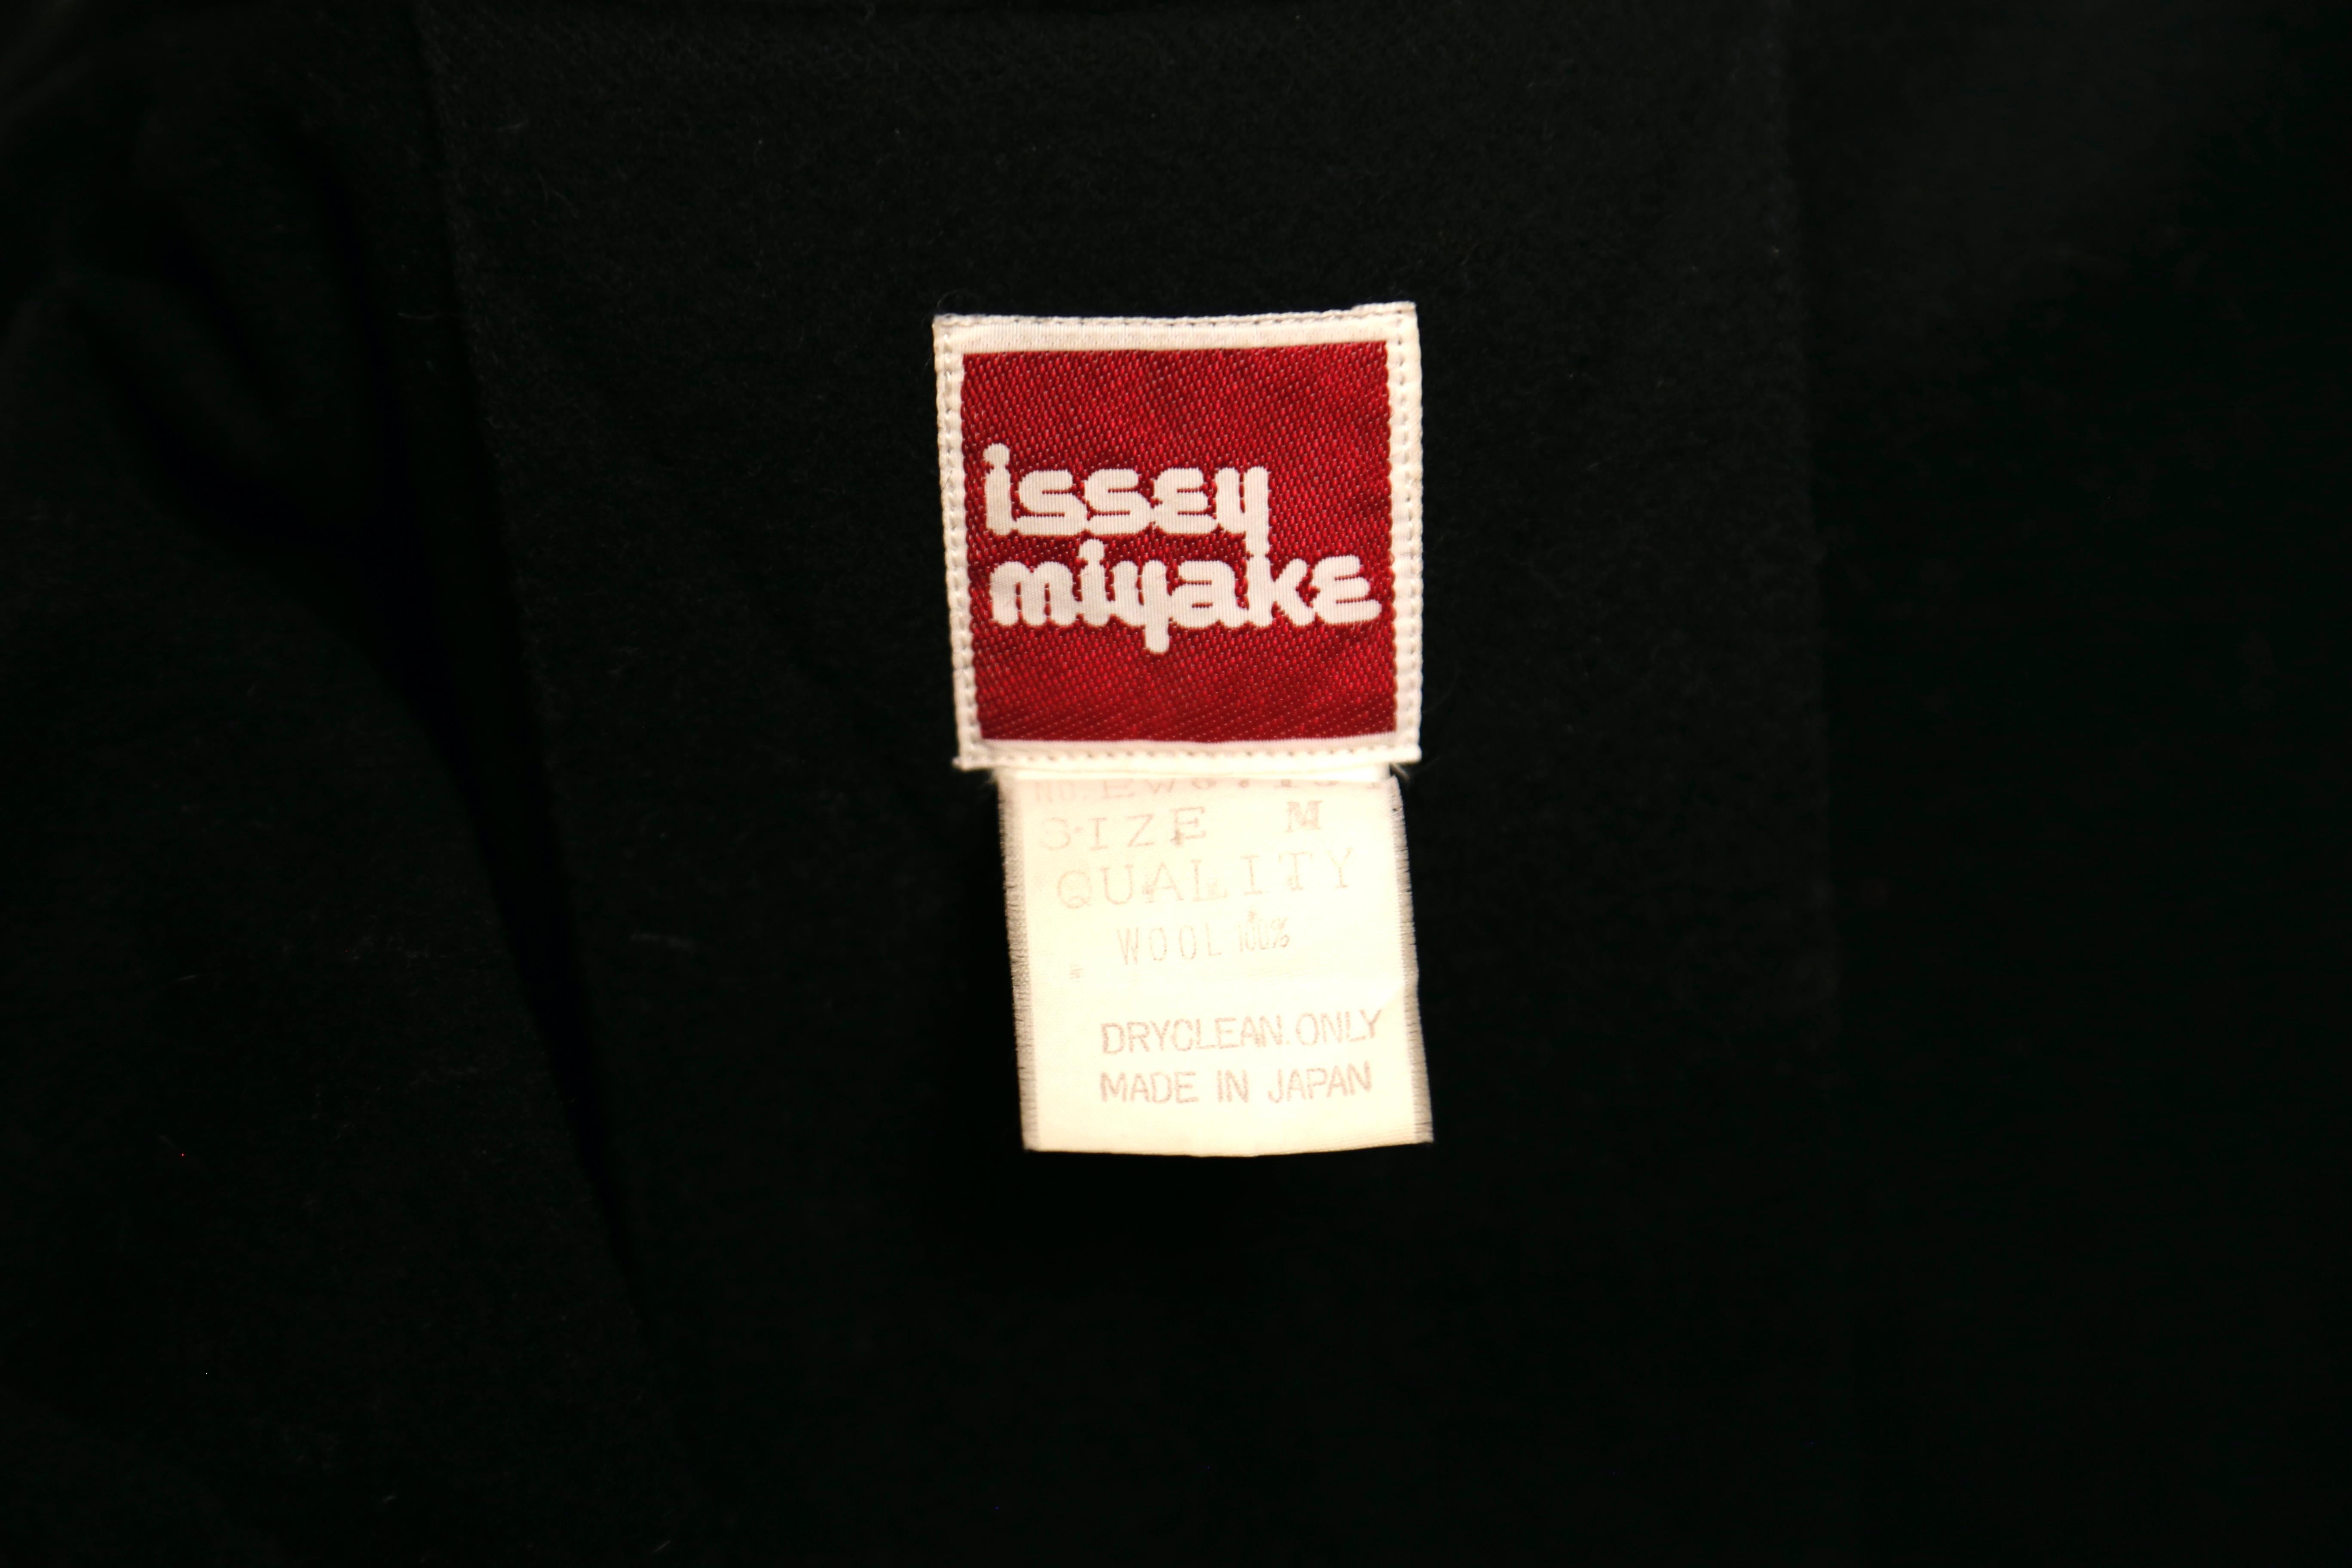 issey
miyake
SIZE M
QUALITY
WOOL 100%
DRYCLEAN ONLY
MADE IN JAPAN